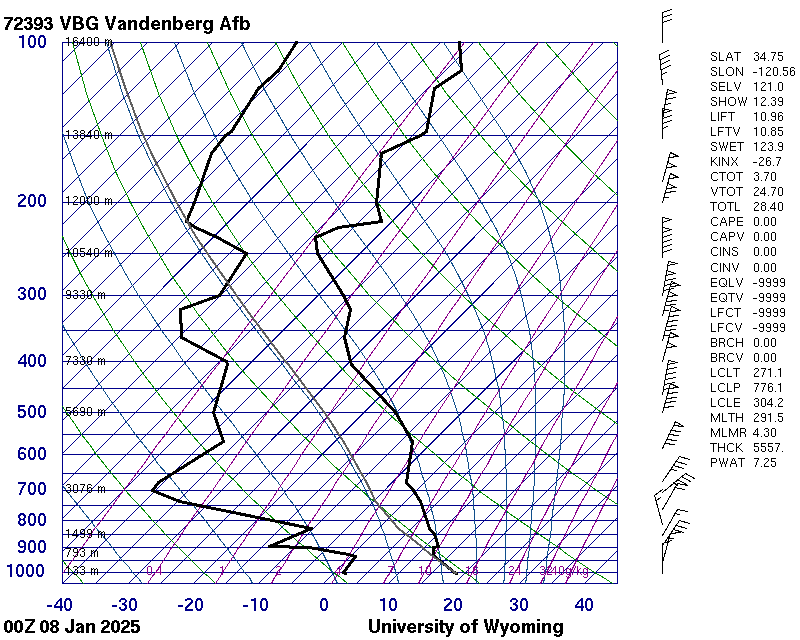 72393 VBG Vandenberg Afb
100
16400 m
13840 m
200
12000 m
10540 m
300
9330 m
400
7330 m
500
5690 m
600
700
3076 m
800
1499 m
900
793 m
1000
133 m
0.4
1
2
4
7
10
16
24
32
40g/kg
-40 -30 -20 -10 0 10 20 30 40
00Z 08 Jan 2025
University of Wyoming
SLAT 34.75
SLON -120.56
SELV 121.0
SHOW 12.39
LIFT 10.96
LFTV 10.85
SWET 123.9
KINX -26.7
CTOT 3.70
VTOT 24.70
TOTL 28.40
CAPE 0.00
CAPV 0.00
CINS 0.00
CINV 0.00
EQLV -9999
EQTV -9999
LFCT -9999
LFCV -9999
BRCH 0.00
BRCV 0.00
LCLT 271.1
LCLP 776.1
LCLE 304.2
MLTH 291.5
MLMR 4.30
THCK 5557.
PWAT 7.25